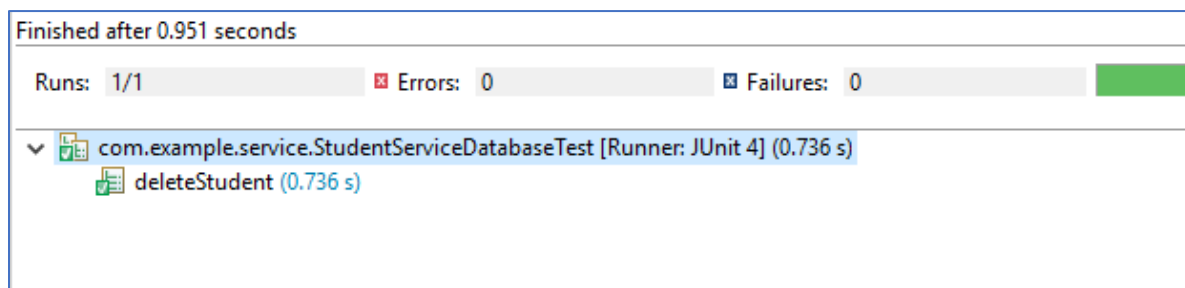 Finished after 0.951 seconds
Runs: 1/1 Errors: 0 Failures: 0
com.example.service.StudentServiceDatabaseTest [Runner: JUnit 4] (0.736 s)
deleteStudent (0.736 s)